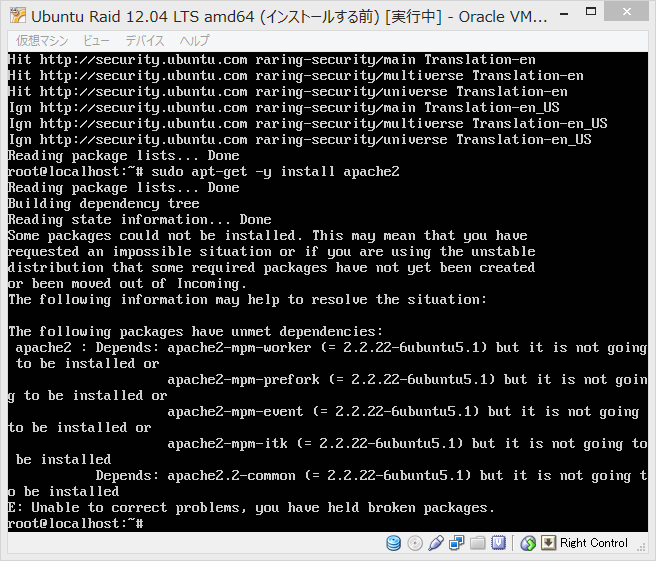 Ubuntu Raid 12.04 LTS amd64 (インストールする前) [実行中] - Oracle VM...
仮想マシン ビュー デバイス ヘルプ
Hit http://security.ubuntu.com raring-security/main Translation-en
Hit http://security.ubuntu.com raring-security/multiverse Translation-en
Hit http://security.ubuntu.com raring-security/universe Translation-en
Ign http://security.ubuntu.com raring-security/main Translation-en_US
Ign http://security.ubuntu.com raring-security/multiverse Translation-en_US
Ign http://security.ubuntu.com raring-security/universe Translation-en_US
Reading package lists... Done
root@localhost:~# sudo apt-get -y install apache2
Reading package lists... Done
Building dependency tree
Reading state information... Done
Some packages could not be installed. This may mean that you have
requested an impossible situation or if you are using the unstable
distribution that some required packages have not yet been created
or been moved out of Incoming.
The following information may help to resolve the situation:
The following packages have unmet dependencies:
apache2 : Depends: apache2-mpm-worker (= 2.2.22-6ubuntu5.1) but it is not going
to be installed or
apache2-mpm-prefork (= 2.2.22-6ubuntu5.1) but it is not goin
g to be installed or
apache2-mpm-event (= 2.2.22-6ubuntu5.1) but it is not going
to be installed or
apache2-mpm-itk (= 2.2.22-6ubuntu5.1) but it is not going to
be installed
Depends: apache2.2-common (= 2.2.22-6ubuntu5.1) but it is not going t
o be installed
E: Unable to correct problems, you have held broken packages.
root@localhost:~#
Right Control